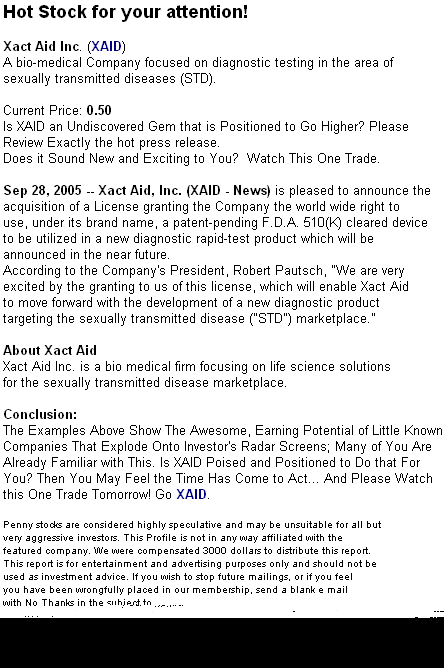 Hot Stock for your attention!
Xact Aid Inc. (XAID)
A bio-medical Company focused on diagnostic testing in the area of
sexually transmitted diseases (STD).
Current Price: 0.50
Is XAID an Undiscovered Gem that is Positioned to Go Higher? Please
Review Exactly the hot press release.
Does it Sound New and Exciting to You? Watch This One Trade.
Sep 28, 2005 -- Xact Aid, Inc. (XAID - News) is pleased to announce the
acquisition of a License granting the Company the world wide right to
use, under its brand name, a patent-pending F.D.A. 510(K) cleared device
to be utilized in a new diagnostic rapid-test product which will be
announced in the near future.
According to the Company's President, Robert Pautsch, "We are very
excited by the granting to us of this license, which will enable Xact Aid
to move forward with the development of a new diagnostic product
targeting the sexually transmitted disease ("STD") marketplace."
About Xact Aid
Xact Aid Inc. is a bio medical firm focusing on life science solutions
for the sexually transmitted disease marketplace.
Conclusion:
The Examples Above Show The Awesome, Earning Potential of Little Known
Companies That Explode Onto Investor's Radar Screens; Many of You Are
Already Familiar with This. Is XAID Poised and Positioned to Do that For
You? Then You May Feel the Time Has Come to Act... And Please Watch
this One Trade Tomorrow! Go XAID.
Penny stocks are considered highly speculative and may be unsuitable for all but
very aggressive investors. This Profile is not in any way affiliated with the
featured company. We were compensated 3000 dollars to distribute this report.
This report is for entertainment and advertising purposes only and should not be
used as investment advice. If you wish to stop future mailings, or if you feel
you have been wrongfully placed in our membership, send a blank e mail
with No Thanks in the subject to